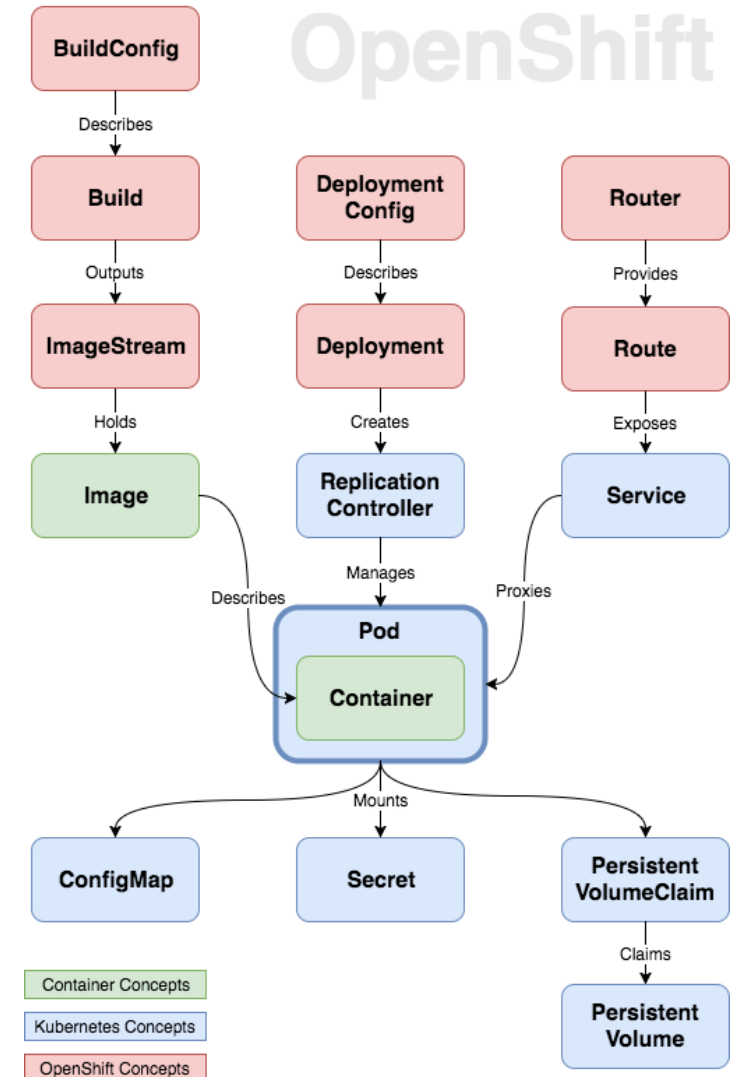 OpenShift
BuildConfig
Describes
Build
Deployment
Config
Router
Outputs
Describes
Provides
ImageStream
Deployment
Route
Holds
Creates
Exposes
Image
Replication
Controller
Service
Manages
Describes
Proxies
Pod
Container
Mounts
ConfigMap
Secret
Persistent
VolumeClaim
Claims
Persistent
Volume
Container Concepts
Kubernetes Concepts
OpenShift Concepts